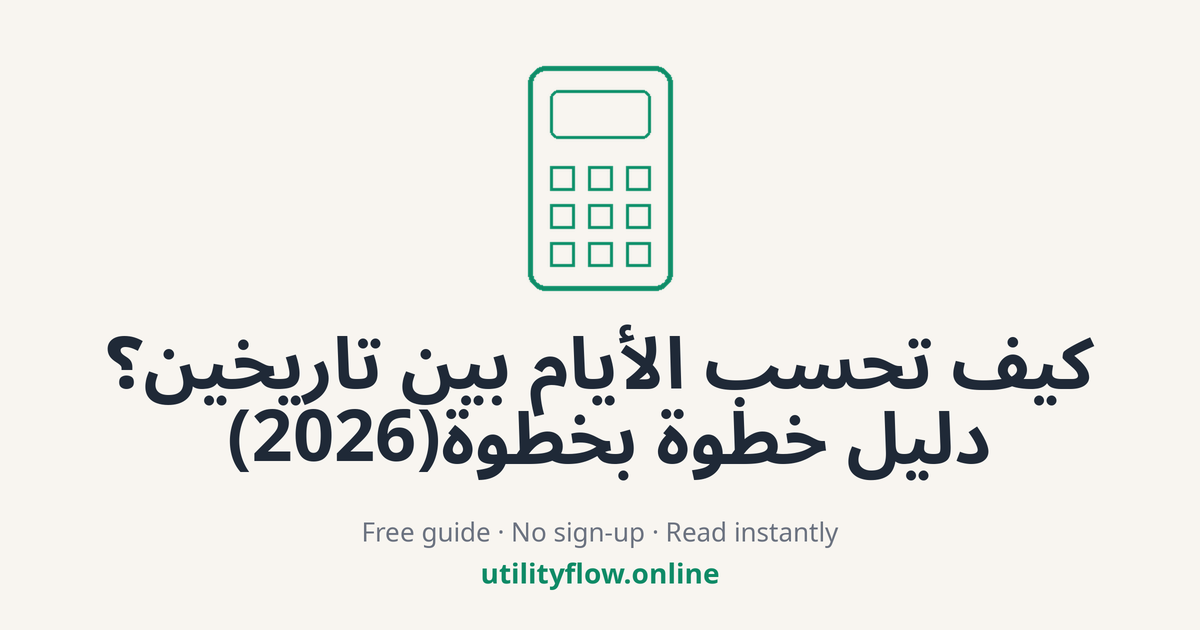 كيف تحسب الأيام بين تاريخين؟
دليل خطوة بخطوة(2026)
Free guide · No sign-up · Read instantly
utilityflow.online